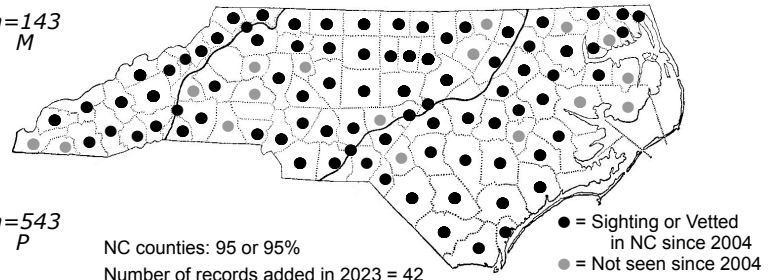 n=143
M
n=543
P
NC counties: 95 or 95%
Number of records added in 2023 = 42
● = Sighting or Vetted
in NC since 2004
● = Not seen since 2004